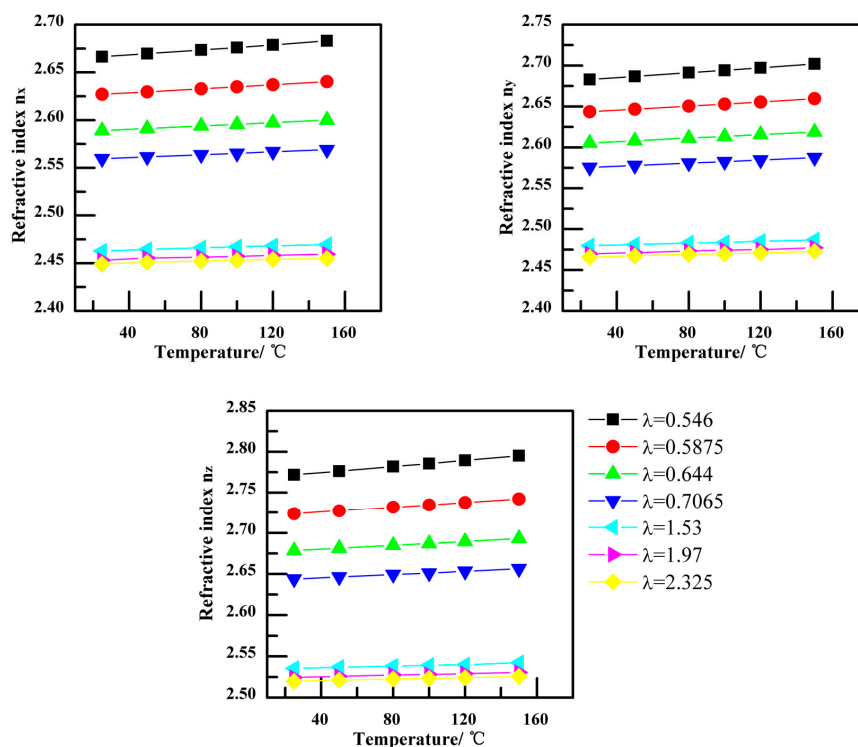 2.70
2.65
2.60
2.55
2.50
2.45
2.40
Refractive index nx
40 80 120 160
Temperature/ ℃
2.70
2.65
2.60
2.55
2.50
2.45
2.40
Refractive index ny
40 80 120 160
Temperature/ ℃
2.85
2.80
2.75
2.70
2.65
2.60
2.55
2.50
Refractive index nz
40 80 120 160
Temperature/ ℃
λ=0.546
λ=0.5875
λ=0.644
λ=0.7065
λ=1.53
λ=1.97
λ=2.325